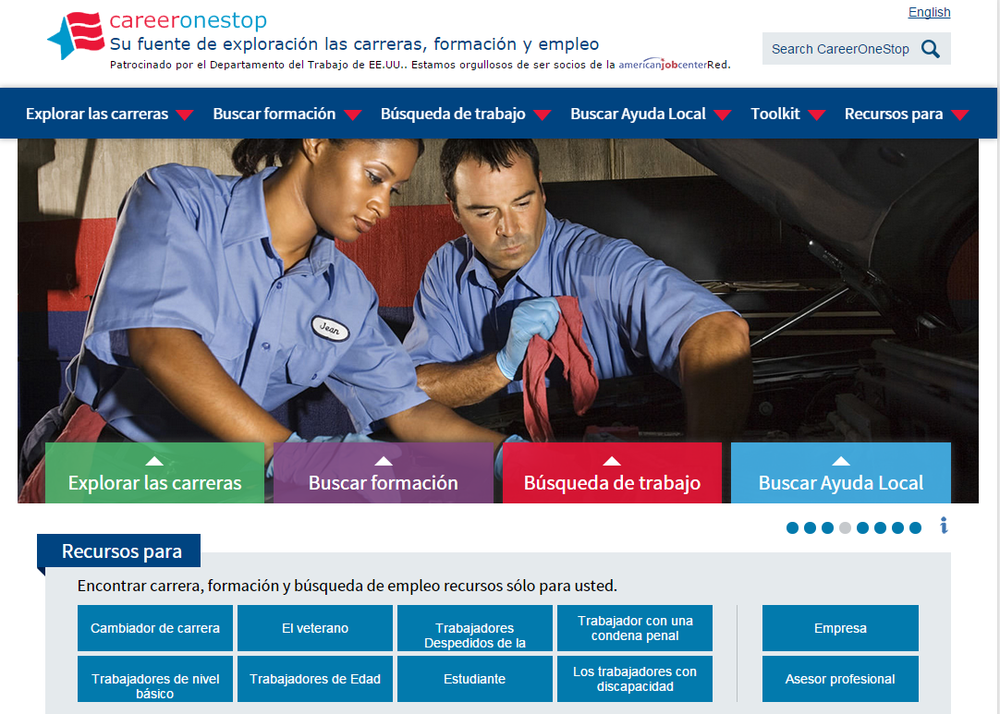 English
careeronestop
Su fuente de exploración las carreras, formación y empleo
Patrocinado por el Departamento del Trabajo de EE.UU.. Estamos orgullosos de ser socios de la americanjobcenterRed.
Search CareerOneStop
Explorar las carreras Buscar formación Búsqueda de trabajo Buscar Ayuda Local Toolkit Recursos para
Jean
Explorar las carreras Buscar formación Búsqueda de trabajo Buscar Ayuda Local
i
Recursos para
Encontrar carrera, formación y búsqueda de empleo recursos sólo para usted.
Cambiador de carrera
El veterano
Trabajadores
Despedidos de la
Trabajador con una
condena penal
Empresa
Trabajadores de nivel
básico
Trabajadores de Edad
Estudiante
Los trabajadores con
discapacidad
Asesor profesional